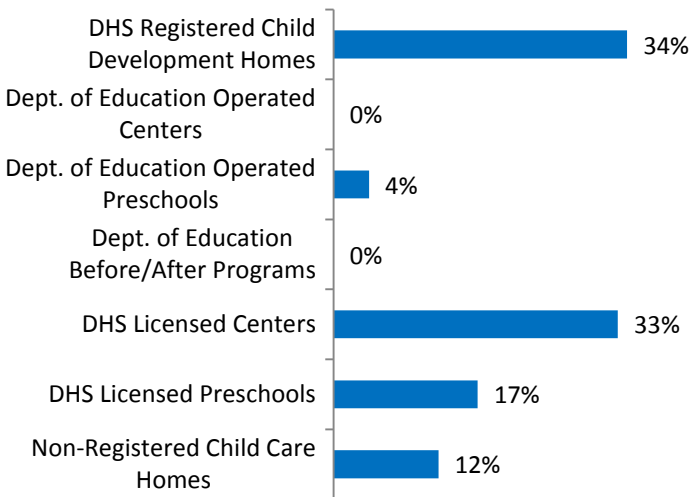 DHS Registered Child
Development Homes
34%
Dept. of Education Operated
Centers
0%
Dept. of Education Operated
Preschools
4%
Dept. of Education
Before/After Programs
0%
DHS Licensed Centers
33%
DHS Licensed Preschools
17%
Non-Registered Child Care
Homes
12%